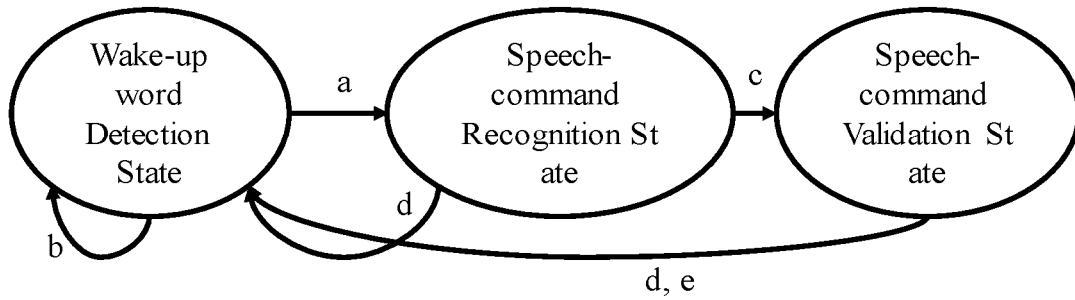 Wake-up
word
Detection
State
a
Speech-
command
Recognition St
ate
c
Speech-
command
Validation St
ate
b
d
d, e